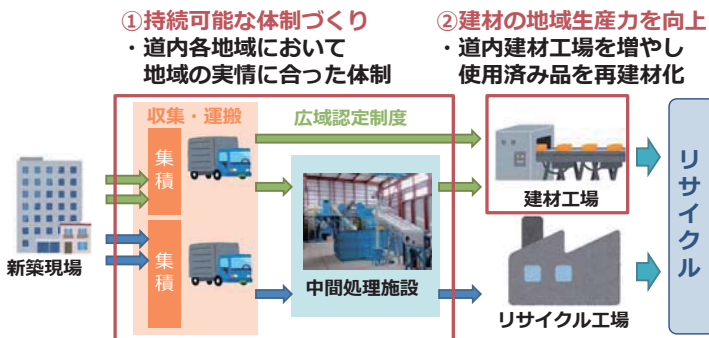 ①持続可能な体制づくり
・道内各地域において
地域の実情に合った体制
②建材の地域生産力を向上
・道内建材工場を増やし
使用済み品を再建材化
収集・運搬
広域認定制度
集積
集積
新築現場
中間処理施設
建材工場
リサイクル工場
リサイクル